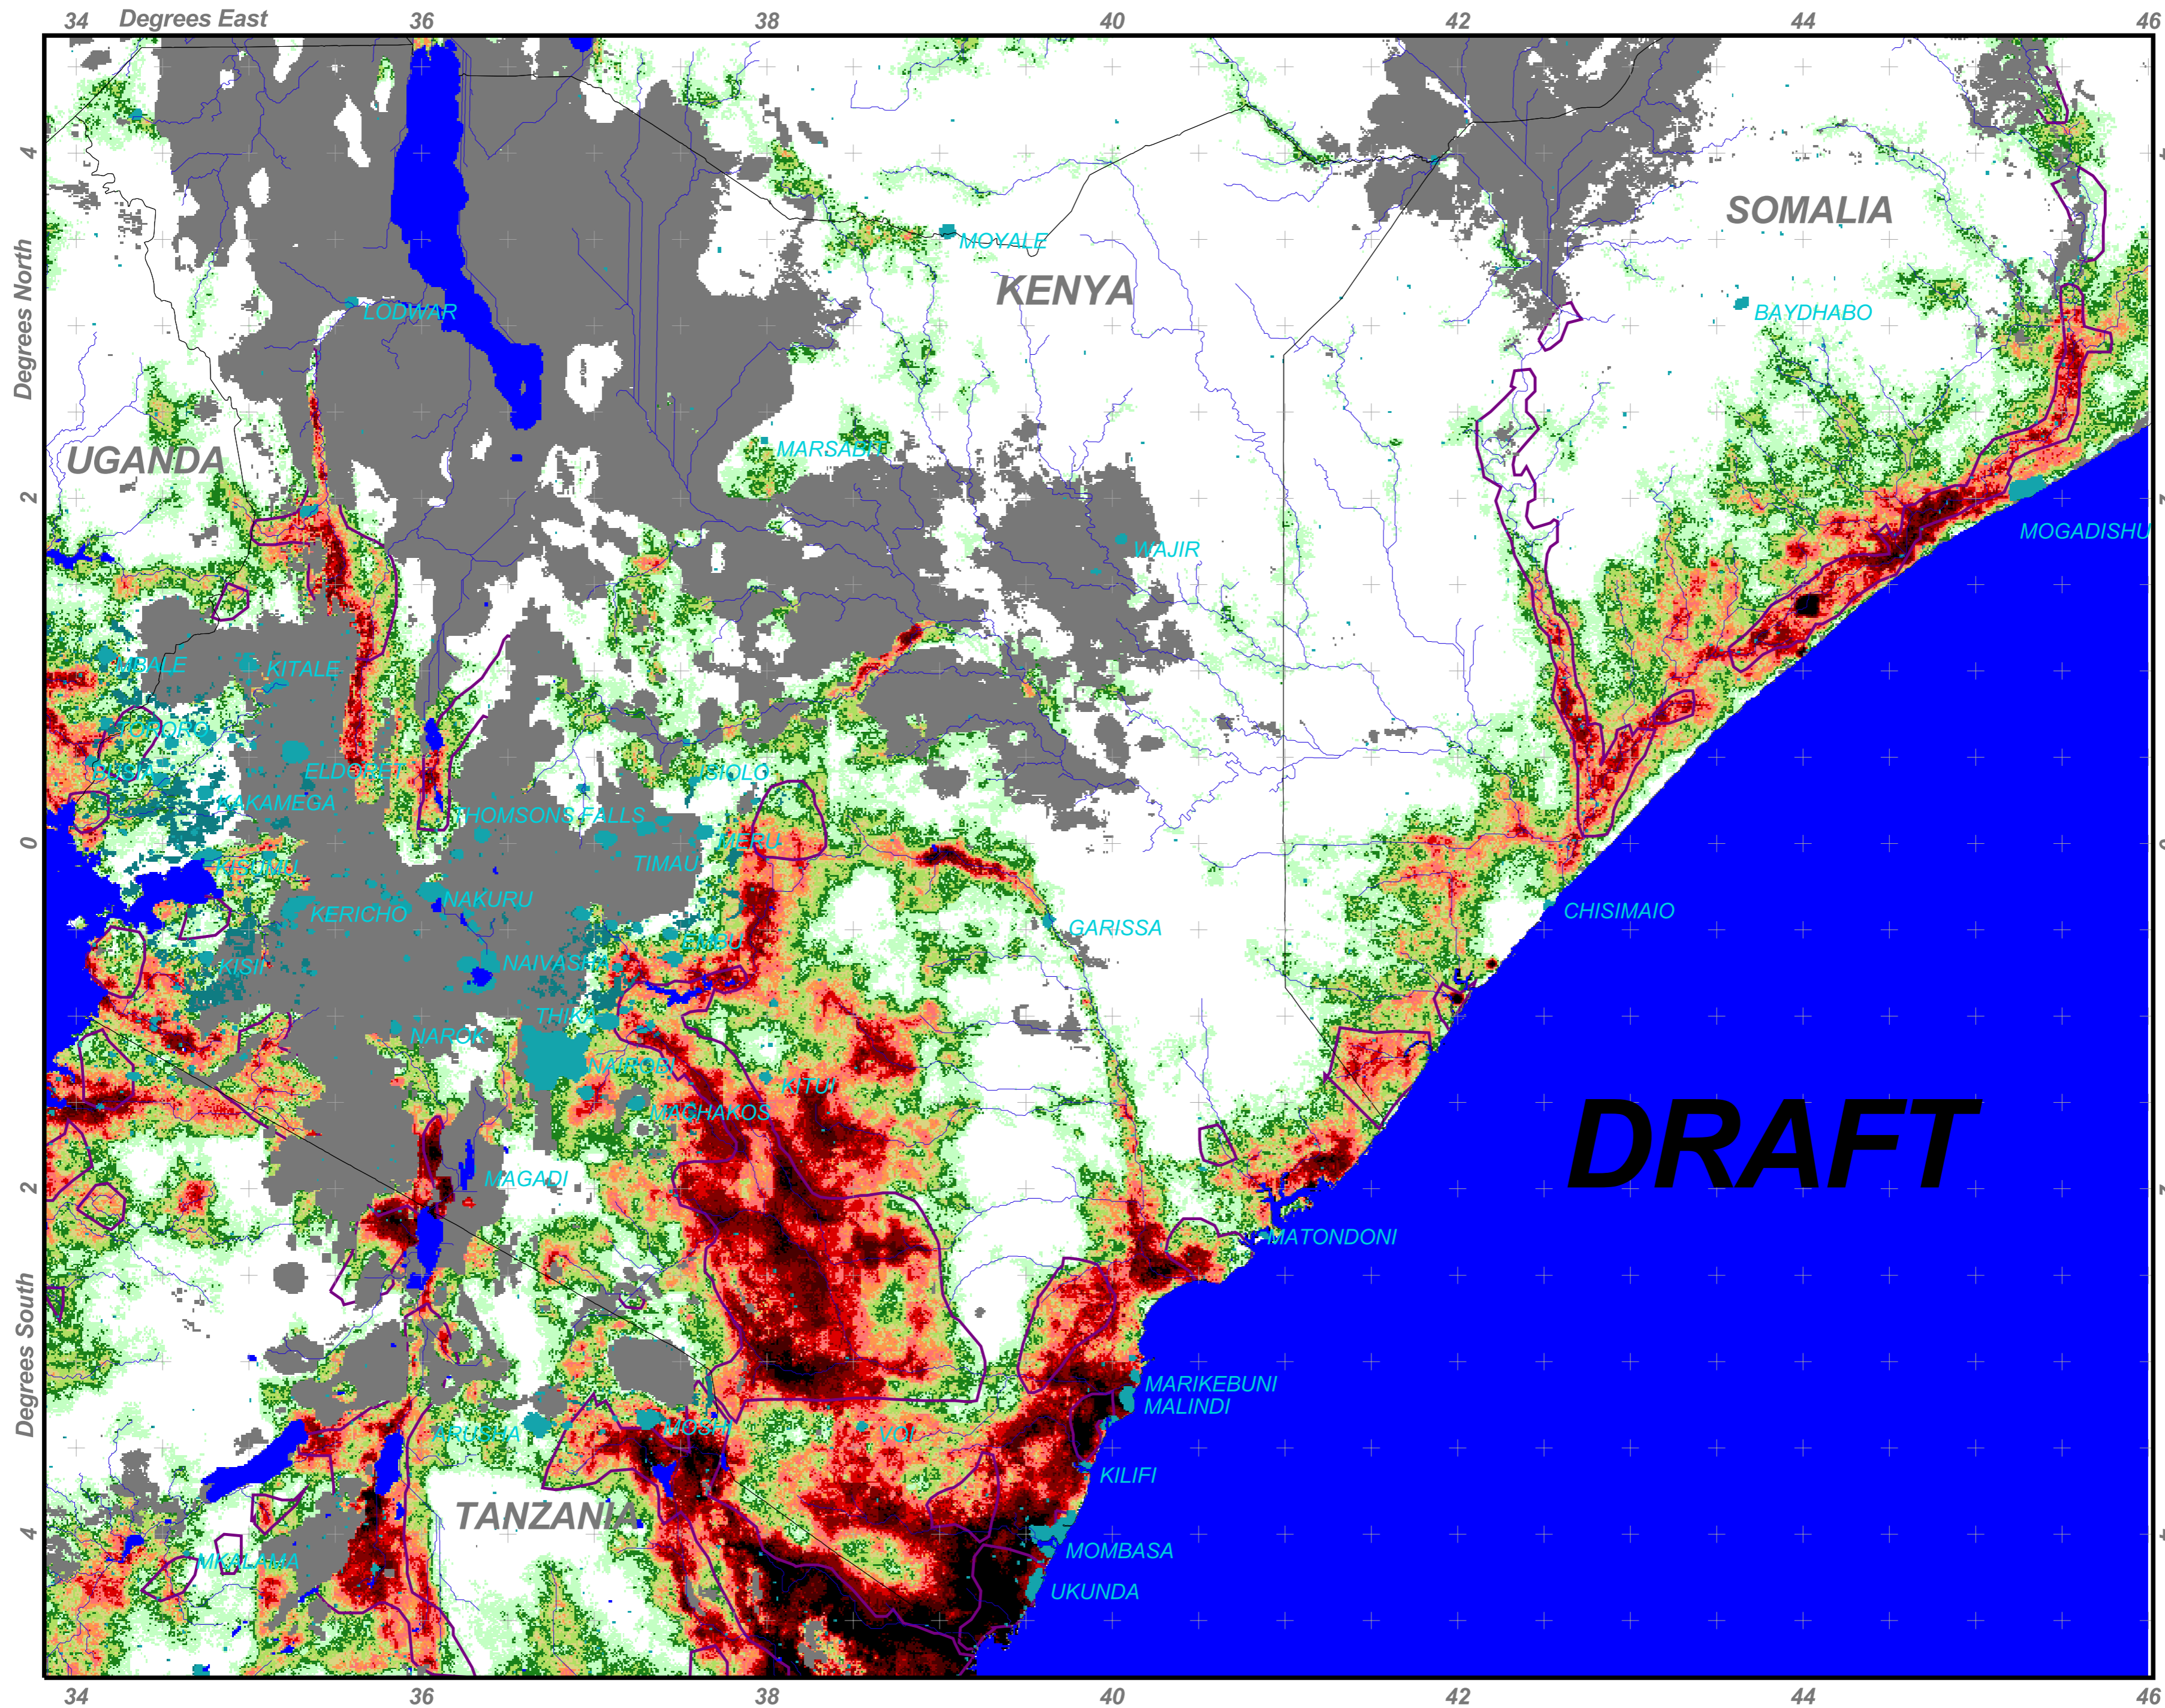 34 Degrees East 36 38 40 42 44 46
4
Degrees North
SOMALIA
MOYALE
KENYA
LODWAR
BAYDHABO
MARSABIT
UGANDA
2
MOGADISHU
WAJIR
MBALE
KITALE
TORORO
BUSIA
ELDORET
ISIOLO
KAKAMEGA
THOMSONS FALLS
MERU
0
TIMAU
KISUMU
NAKURU
KERICHO
CHISIMAIO
GARISSA
EMBU
KISII
NAIVASHA
THIKA
NAROK
NAIROBI
KITUI
MACHAKOS
DRAFT
MAGADI
2
MATONDONI
Degrees South
MARIKEBUNI
MALINDI
ARUSHA
MOSHI
VOI
KILIFI
TANZANIA
4
MOMBASA
MKALAMA
UKUNDA
34 36 38 40 42 44 46